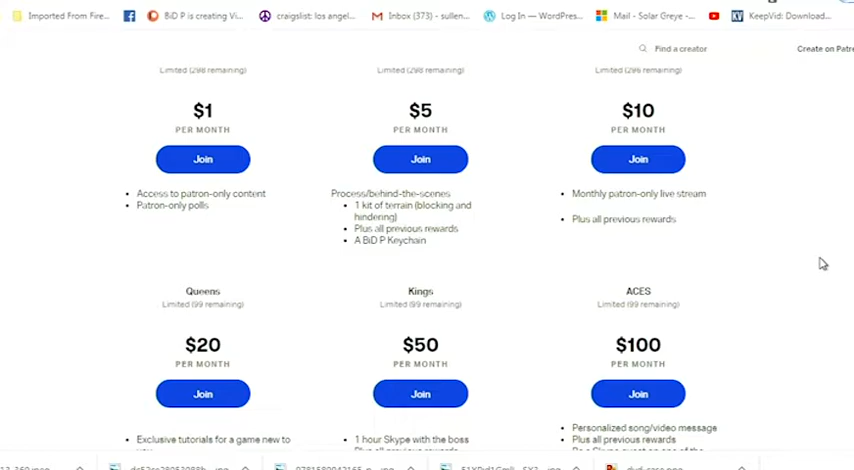 Imported From Fire... BiD P is creating Vi... craigslist: los angel... Inbox (373) - sullen... Log In — WordPre... Mail - Solar Greye -... KeepVid: Download...
Find a creator Create on Patre
Limited (298 remaining) Limited (298 remaining) Limited (296 remaining)
$1 $5 $10
PER MONTH PER MONTH PER MONTH
Join Join Join
• Access to patron-only content
• Patron-only polls
Process/behind-the-scenes
• 1 kit of terrain (blocking and
hindering)
• Plus all previous rewards
• A BiD P Keychain
• Monthly patron-only live stream
• Plus all previous rewards
Queens Kings ACES
Limited (99 remaining) Limited (99 remaining) Limited (99 remaining)
$20 $50 $100
PER MONTH PER MONTH PER MONTH
Join Join Join
• Exclusive tutorials for a game new to
• 1 hour Skype with the boss
• Personalized song/video message
• Plus all previous rewards